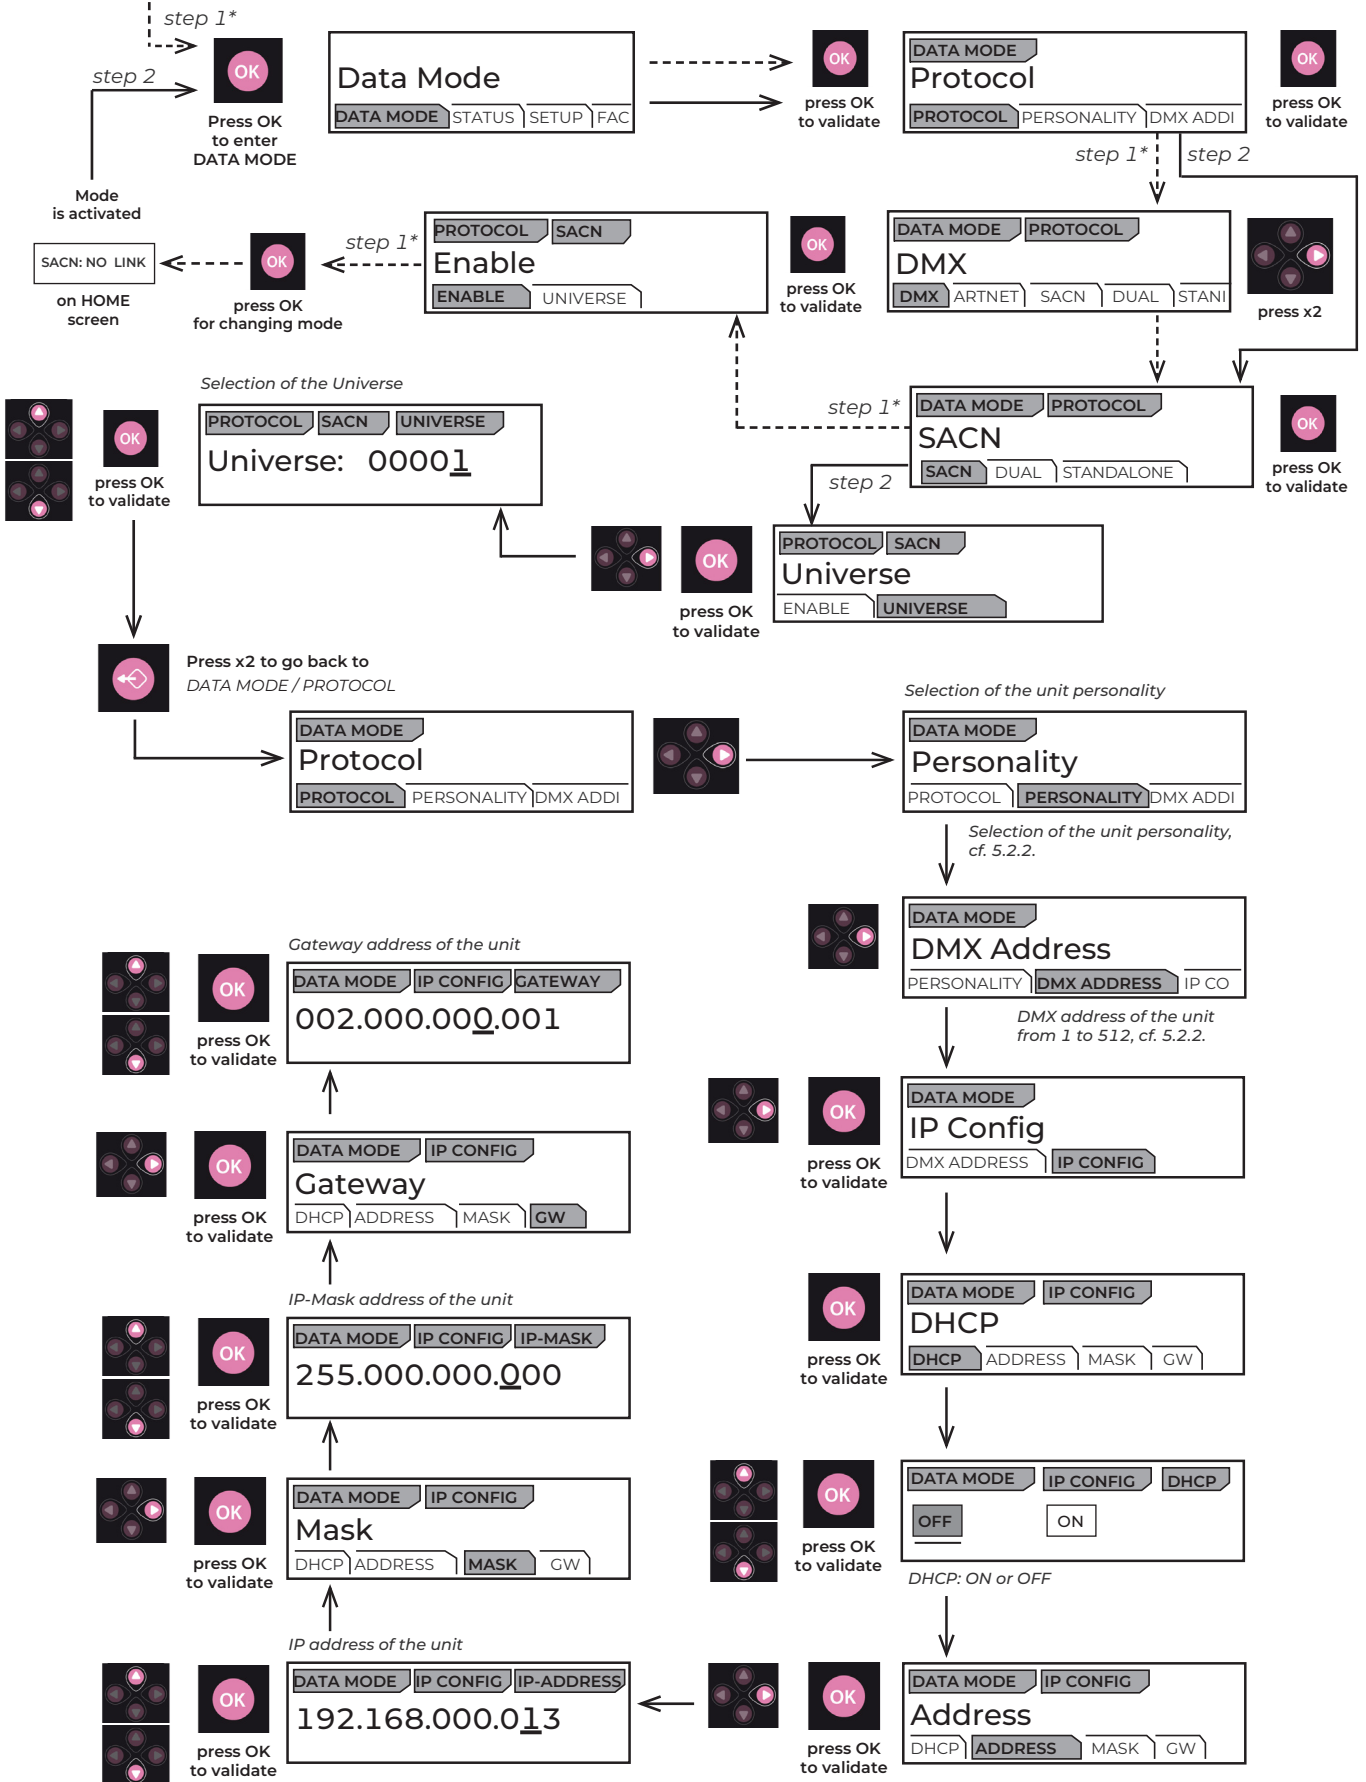 step 1*
OK
step 2
Press OK
to enter
DATA MODE
Data Mode
DATA MODE STATUS SETUP FAC
OK
press OK
to validate
DATA MODE
Protocol
PROTOCOL PERSONALITY DMX ADDI
OK
press OK
to validate
step 1* step 2
Mode
is activated
SACN: NO LINK
on HOME
screen
OK
press OK
for changing mode
step 1*
PROTOCOL SACN
Enable
ENABLE UNIVERSE
OK
press OK
to validate
DATA MODE PROTOCOL
DMX
DMX ARTNET SACN DUAL STANI
press x2
Selection of the Universe
OK
press OK
to validate
PROTOCOL SACN UNIVERSE
Universe: 00001
step 1*
DATA MODE PROTOCOL
SACN
SACN DUAL STANDALONE
OK
press OK
to validate
step 2
OK
press OK
to validate
PROTOCOL SACN
Universe
ENABLE UNIVERSE
Press x2 to go back to
DATA MODE / PROTOCOL
DATA MODE
Protocol
PROTOCOL PERSONALITY DMX ADDI
Selection of the unit personality
DATA MODE
Personality
PROTOCOL PERSONALITY DMX ADDI
Selection of the unit personality,
cf. 5.2.2.
DATA MODE
DMX Address
PERSONALITY DMX ADDRESS IP CO
DMX address of the unit
from 1 to 512, cf. 5.2.2.
OK
press OK
to validate
DATA MODE
IP Config
DMX ADDRESS IP CONFIG
OK
press OK
to validate
DATA MODE IP CONFIG
DHCP
DHCP ADDRESS MASK GW
OK
press OK
to validate
DATA MODE IP CONFIG DHCP
OFF ON
DHCP: ON or OFF
OK
press OK
to validate
DATA MODE IP CONFIG
Address
DHCP ADDRESS MASK GW
Gateway address of the unit
OK
press OK
to validate
DATA MODE IP CONFIG GATEWAY
002.000.000.001
OK
press OK
to validate
DATA MODE IP CONFIG
Gateway
DHCP ADDRESS MASK GW
IP-Mask address of the unit
OK
press OK
to validate
DATA MODE IP CONFIG IP-MASK
255.000.000.000
OK
press OK
to validate
DATA MODE IP CONFIG
Mask
DHCP ADDRESS MASK GW
IP address of the unit
OK
press OK
to validate
DATA MODE IP CONFIG IP-ADDRESS
192.168.000.013